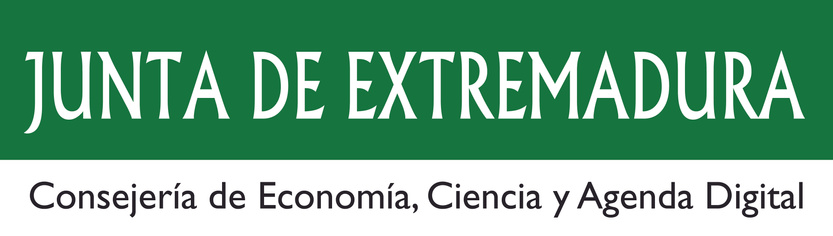 JUNTA DE EXTREMADURA
Consejería de Economía, Ciencia y Agenda Digital